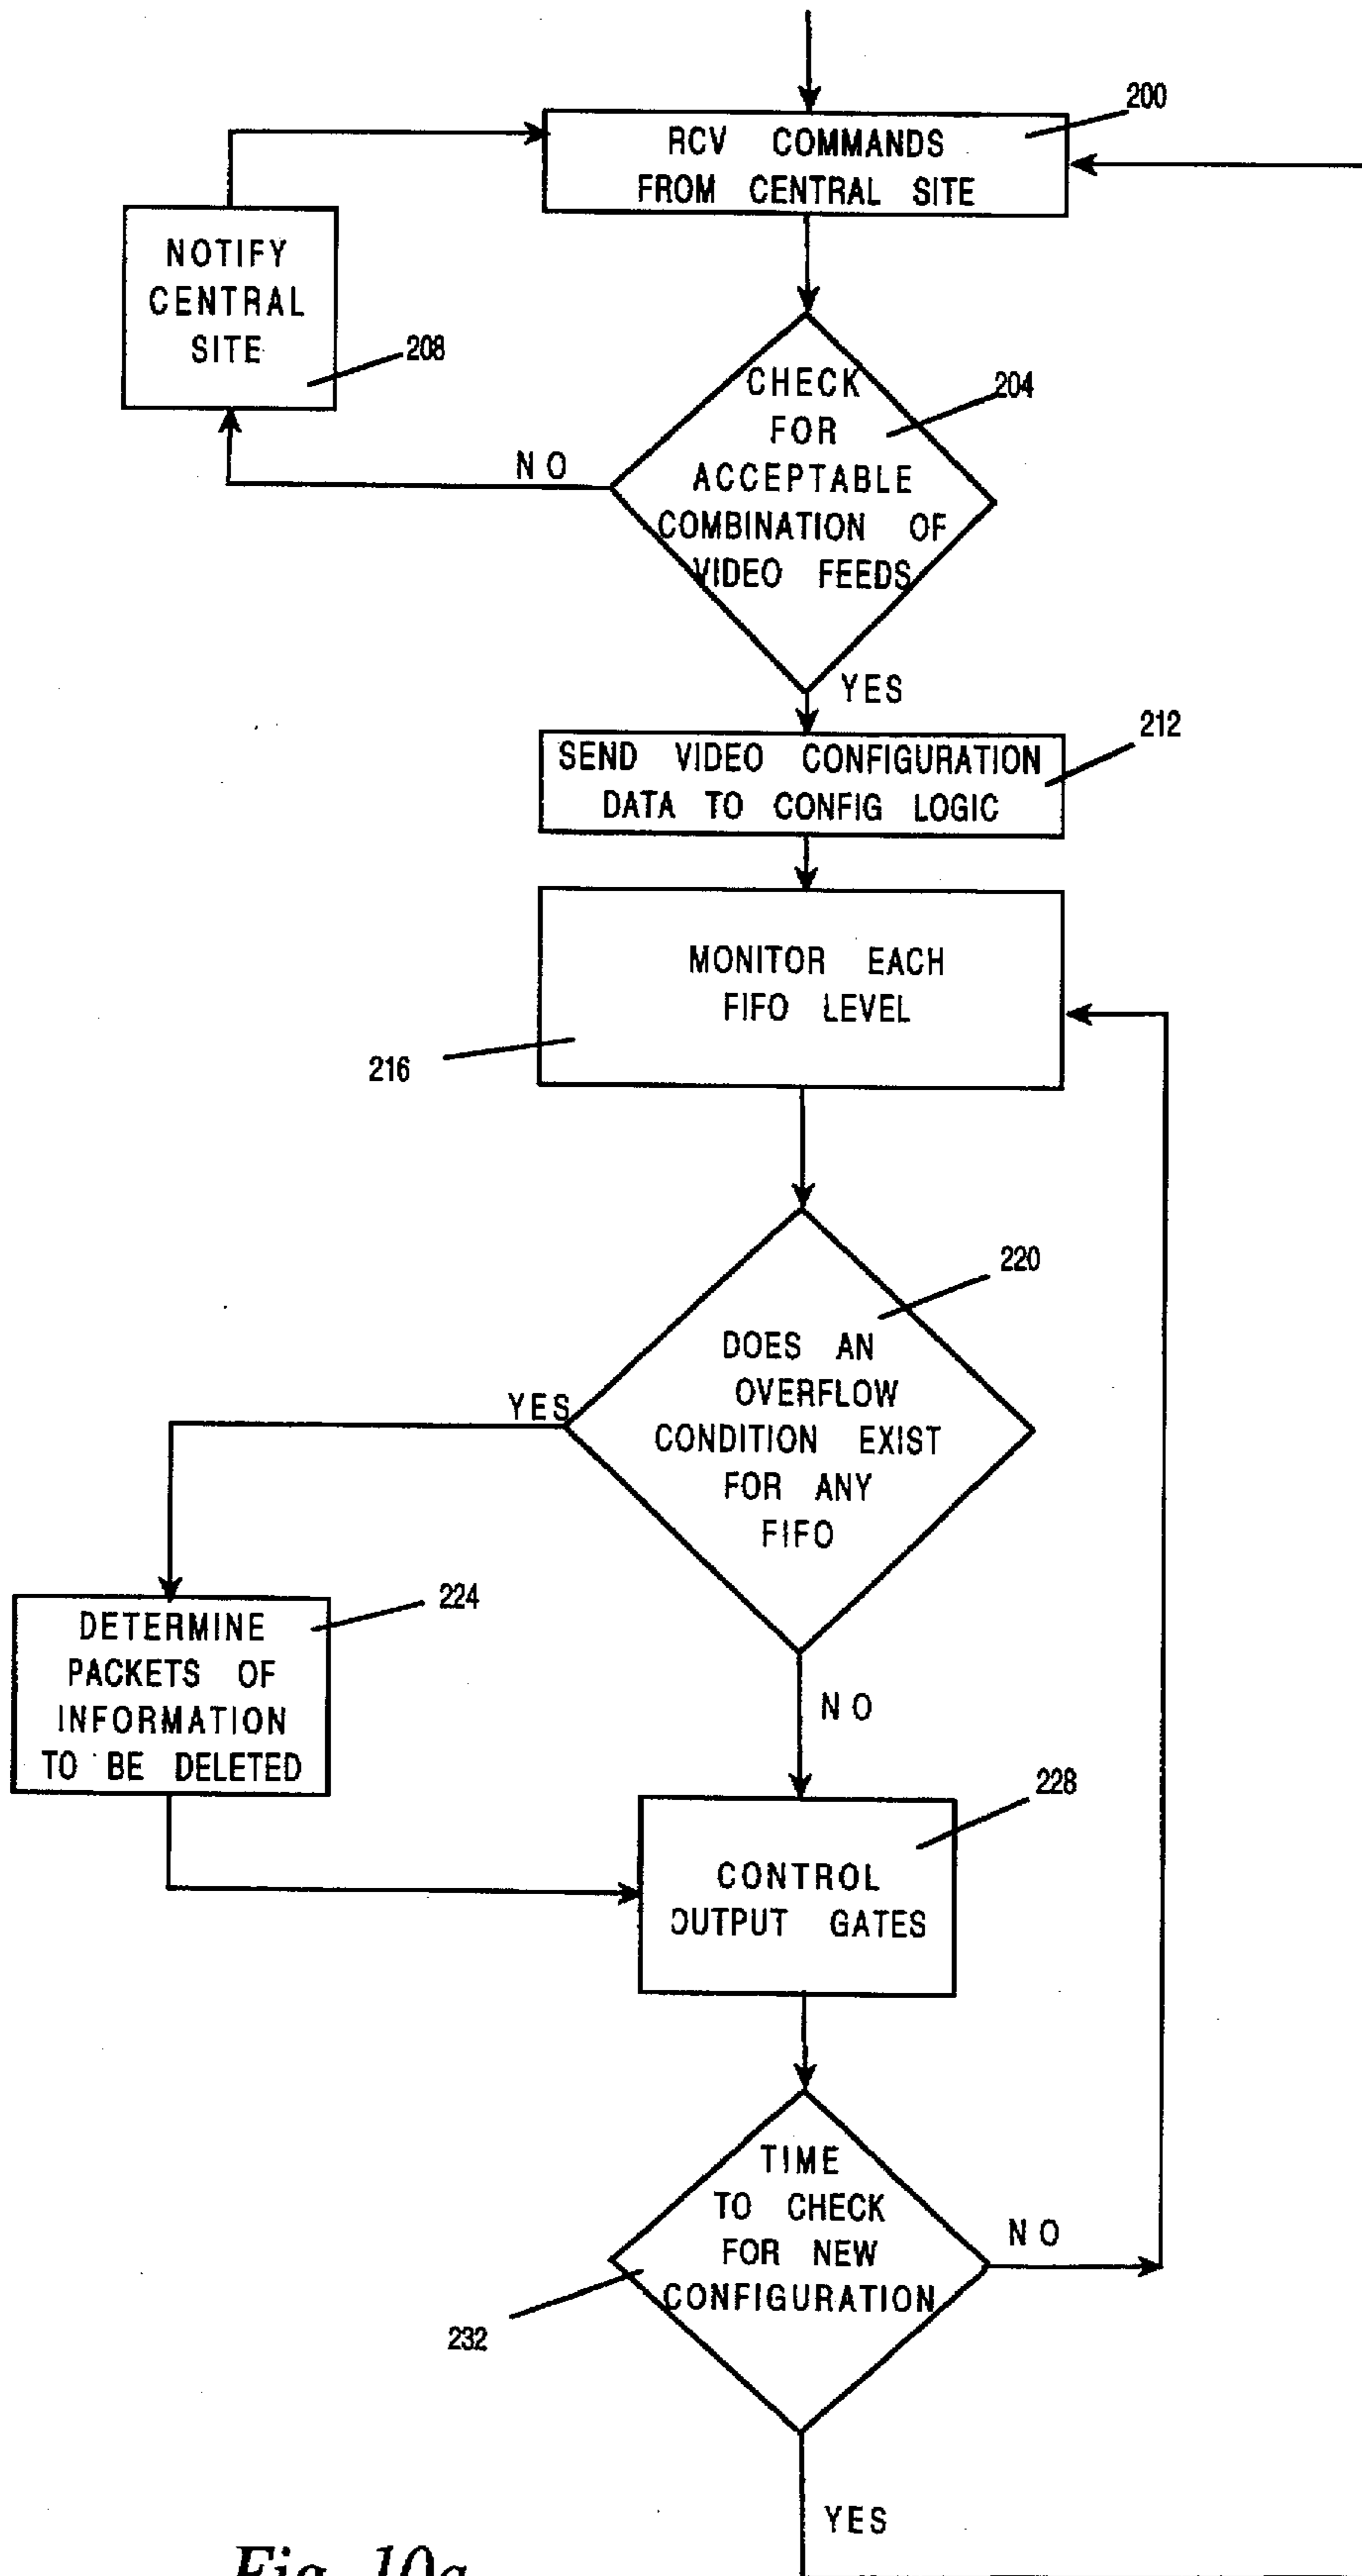 200
RCV COMMANDS
FROM CENTRAL SITE
NOTIFY
CENTRAL
SITE
208
CHECK
FOR
ACCEPTABLE
COMBINATION OF
VIDEO FEEDS
204
NO
YES
212
SEND VIDEO CONFIGURATION
DATA TO CONFIG LOGIC
MONITOR EACH
FIFO LEVEL
216
220
DOES AN
OVERFLOW
CONDITION EXIST
FOR ANY
FIFO
YES
224
DETERMINE
PACKETS OF
INFORMATION
TO BE DELETED
NO
228
CONTROL
OUTPUT GATES
TIME
TO CHECK
FOR NEW
CONFIGURATION
NO
232
YES
Fig. 10a